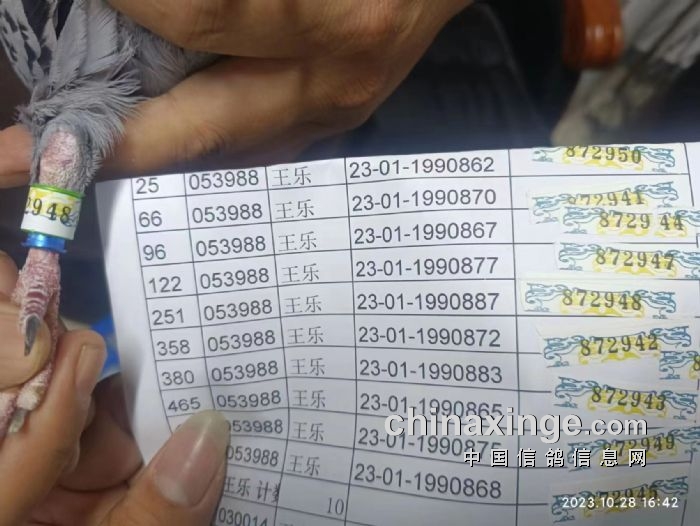 2948
25 053988 王乐 23-01-1990862 872950
66 053988 王乐 23-01-1990870 872941
96 053988 王乐 23-01-1990867 872944
122 053988 王乐 23-01-1990877 872947
251 053988 王乐 23-01-1990887 872948
358 053988 王乐 23-01-1990872 872942
380 053988 王乐 23-01-1990883 872943
465 053988 王乐 23-01-1990865 872949
053988 王乐 23-01-1990875
053988 王乐 23-01-1990868
王乐 计数 10
030014
chinaxinge.com
中国信鸽信息网
2023.10.28 16:42